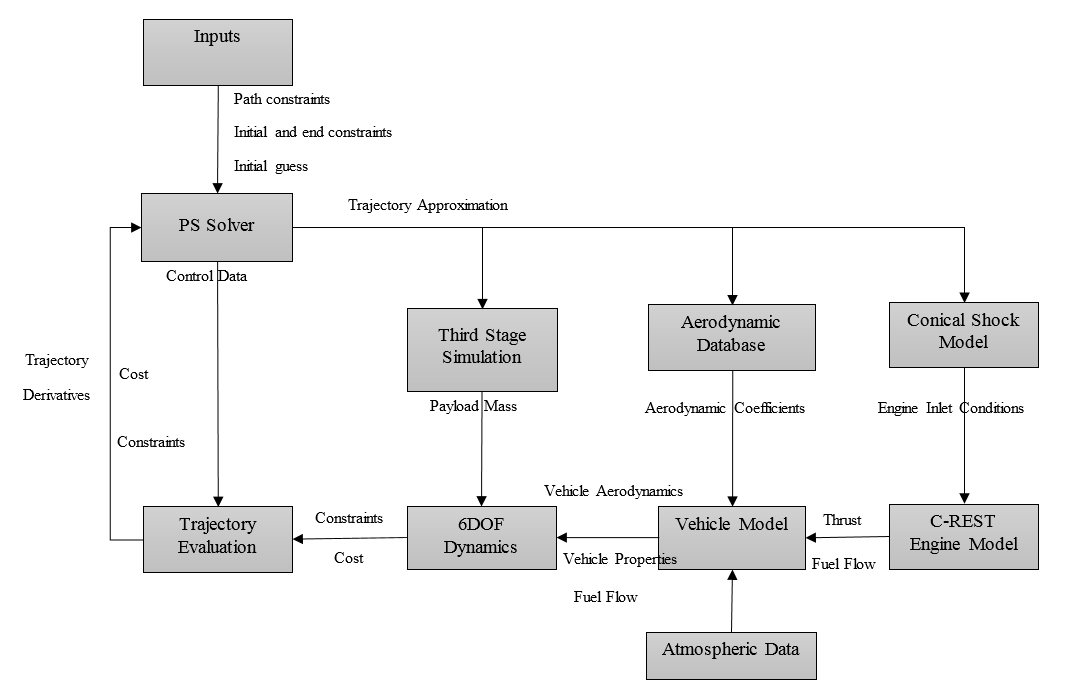 Inputs
Path constraints
Initial and end constraints
Initial guess
PS Solver
Trajectory Approximation
Control Data
Third Stage
Simulation
Aerodynamic
Database
Conical Shock
Model
Trajectory
Derivatives
Cost
Constraints
Payload Mass
Aerodynamic Coefficients
Engine Inlet Conditions
Trajectory
Evaluation
Constraints
Cost
6DOF
Dynamics
Vehicle Aerodynamics
Vehicle Properties
Fuel Flow
Vehicle Model
Thrust
Fuel Flow
C-REST
Engine Model
Atmospheric Data